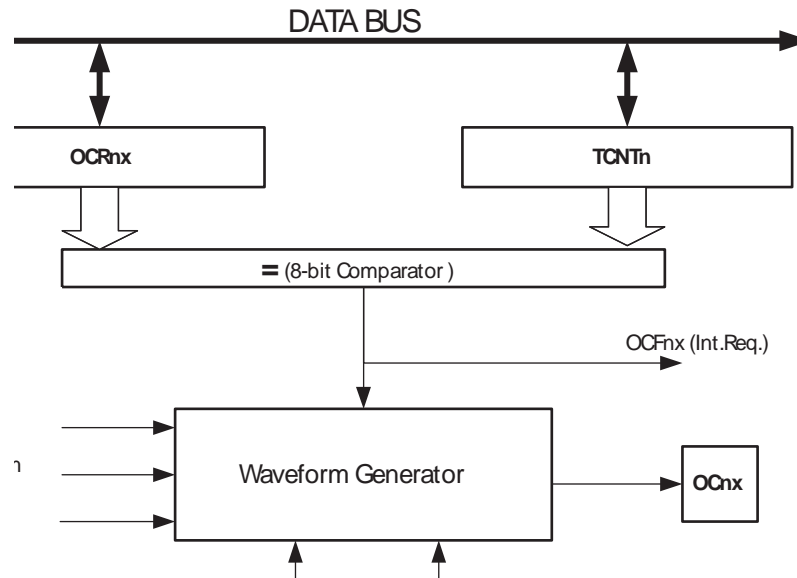 DATA BUS
OCRnx
TCNTn
= (8-bit Comparator )
OCFnx (Int.Req.)
Waveform Generator
OCnx